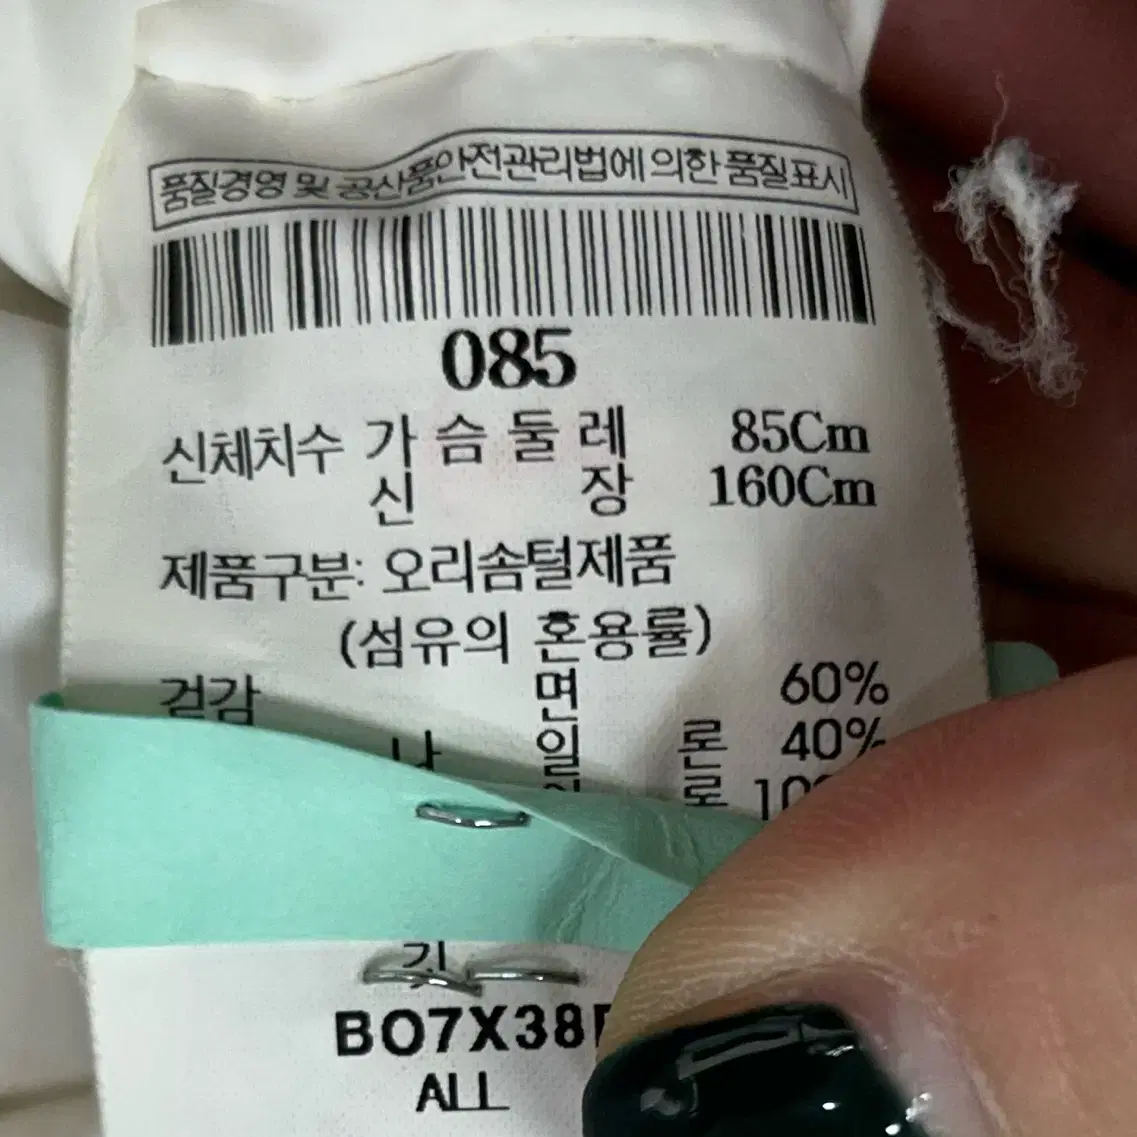 품질경영 및 공산품안전관리법에 의한 품질표시
085
신체치수 가슴둘레 85Cm
신장 160Cm
제품구분: 오리솜털제품
(섬유의 혼용률)
겉감 면 60%
나일론 40%
깃
BO7X38
ALL